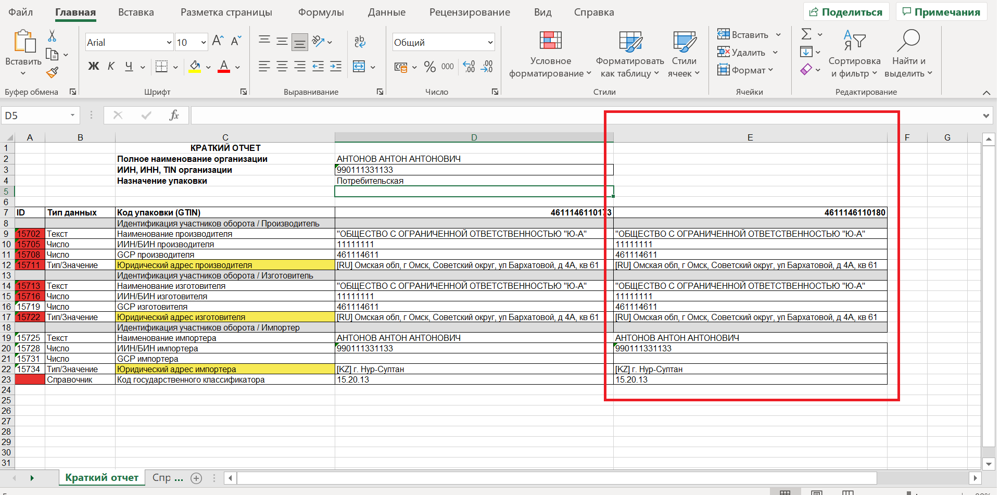 Файл Главная Вставка Разметка страницы Формулы Данные Рецензирование Вид Справка Поделиться Примечания
Вставить
Буфер обмена
Arial 10
Ж К Ч
Шрифт
ab
Выравнивание
Общий
% 000 ,00 ,00
Число
Условное форматирование
Форматировать как таблицу
Стили ячеек
Стили
Вставить
Удалить
Формат
Ячейки
Сортировка и фильтр
Найти и выделить
Редактирование
D5 fx
A B C D E F G
1 КРАТКИЙ ОТЧЕТ
2 Полное наименование организации АНТОНОВ АНТОН АНТОНОВИЧ
3 ИИН, ИНН, TIN организации 990111331133
4 Назначение упаковки Потребительская
5
6
7 ID Тип данных Код упаковки (GTIN) 4611146110173 4611146110180
8 Идентификация участников оборота / Производитель
9 15702 Текст Наименование производителя "ОБЩЕСТВО С ОГРАНИЧЕННОЙ ОТВЕТСТВЕННОСТЬЮ "Ю-А" "ОБЩЕСТВО С ОГРАНИЧЕННОЙ ОТВЕТСТВЕННОСТЬЮ "Ю-А"
10 15705 Число ИИН/БИН производителя 11111111 11111111
11 15708 Число GCP производителя 461114611 461114611
12 15711 Тип/Значение Юридический адрес производителя [RU] Омская обл, г Омск, Советский округ, ул Бархатовой, д 4А, кв 61 [RU] Омская обл, г Омск, Советский округ, ул Бархатовой, д 4А, кв 61
13 Идентификация участников оборота / Изготовитель
14 15713 Текст Наименование изготовителя "ОБЩЕСТВО С ОГРАНИЧЕННОЙ ОТВЕТСТВЕННОСТЬЮ "Ю-А" "ОБЩЕСТВО С ОГРАНИЧЕННОЙ ОТВЕТСТВЕННОСТЬЮ "Ю-А"
15 15716 Число ИИН/БИН изготовителя 11111111 11111111
16 15719 Число GCP изготовителя 461114611 461114611
17 15722 Тип/Значение Юридический адрес изготовителя [RU] Омская обл, г Омск, Советский округ, ул Бархатовой, д 4А, кв 61 [RU] Омская обл, г Омск, Советский округ, ул Бархатовой, д 4А, кв 61
18 Идентификация участников оборота / Импортер
19 15725 Текст Наименование импортера АНТОНОВ АНТОН АНТОНОВИЧ АНТОНОВ АНТОН АНТОНОВИЧ
20 15728 Число ИИН/БИН импортера 990111331133 990111331133
21 15731 Число GCP импортера
22 15734 Тип/Значение Юридический адрес импортера [KZ] г. Нур-Султан [KZ] г. Нур-Султан
23 Справочник Код государственного классификатора 15.20.13 15.20.13
24
25
26
27
28
29
30
31
Краткий отчет Спр ...